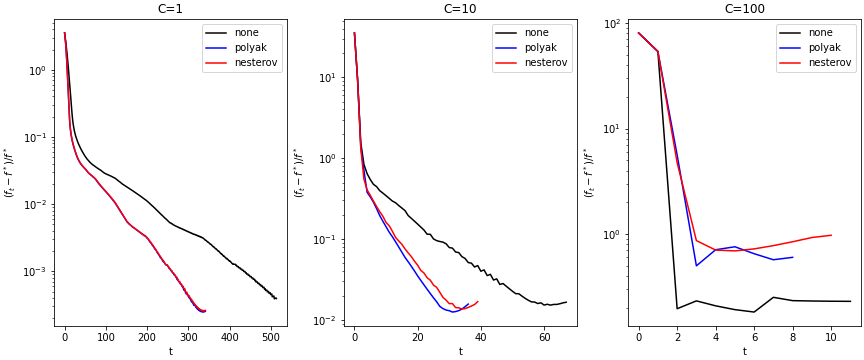 C=1
none
polyak
nesterov
10^0
10^-1
10^-2
10^-3
(f_t − f*)/f*
0 100 200 300 400 500
t
C=10
none
polyak
nesterov
10^1
10^0
10^-1
10^-2
(f_t − f*)/f*
0 20 40 60
t
C=100
none
polyak
nesterov
10^2
10^1
10^0
(f_t − f*)/f*
0 2 4 6 8 10
t